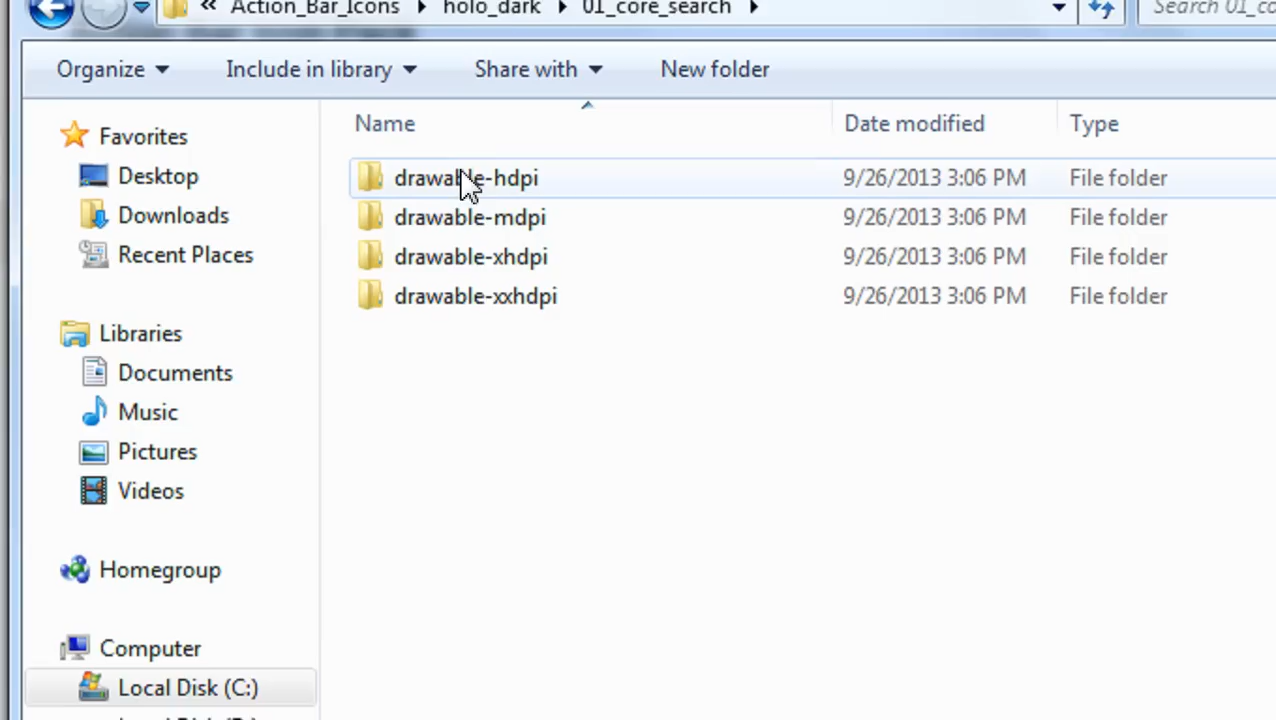 « Action_Bar_Icons holo_dark 01_core_search Search 01_co
Organize Include in library Share with New folder
Name Date modified Type
Favorites
Desktop
Downloads
Recent Places
Libraries
Documents
Music
Pictures
Videos
Homegroup
Computer
Local Disk (C:)
drawable-hdpi 9/26/2013 3:06 PM File folder
drawable-mdpi 9/26/2013 3:06 PM File folder
drawable-xhdpi 9/26/2013 3:06 PM File folder
drawable-xxhdpi 9/26/2013 3:06 PM File folder